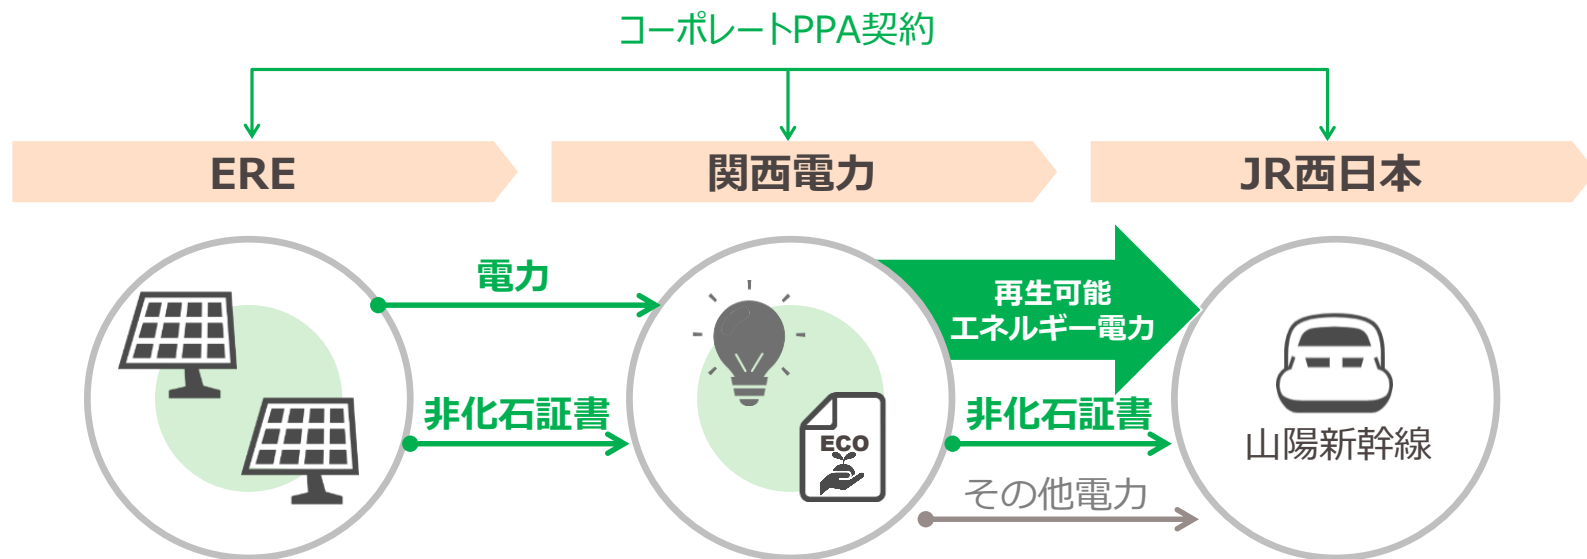 コーポレートPPA契約
ERE
関西電力
JR西日本
電力
再生可能
エネルギー電力
非化石証書
非化石証書
ECO
山陽新幹線
その他電力